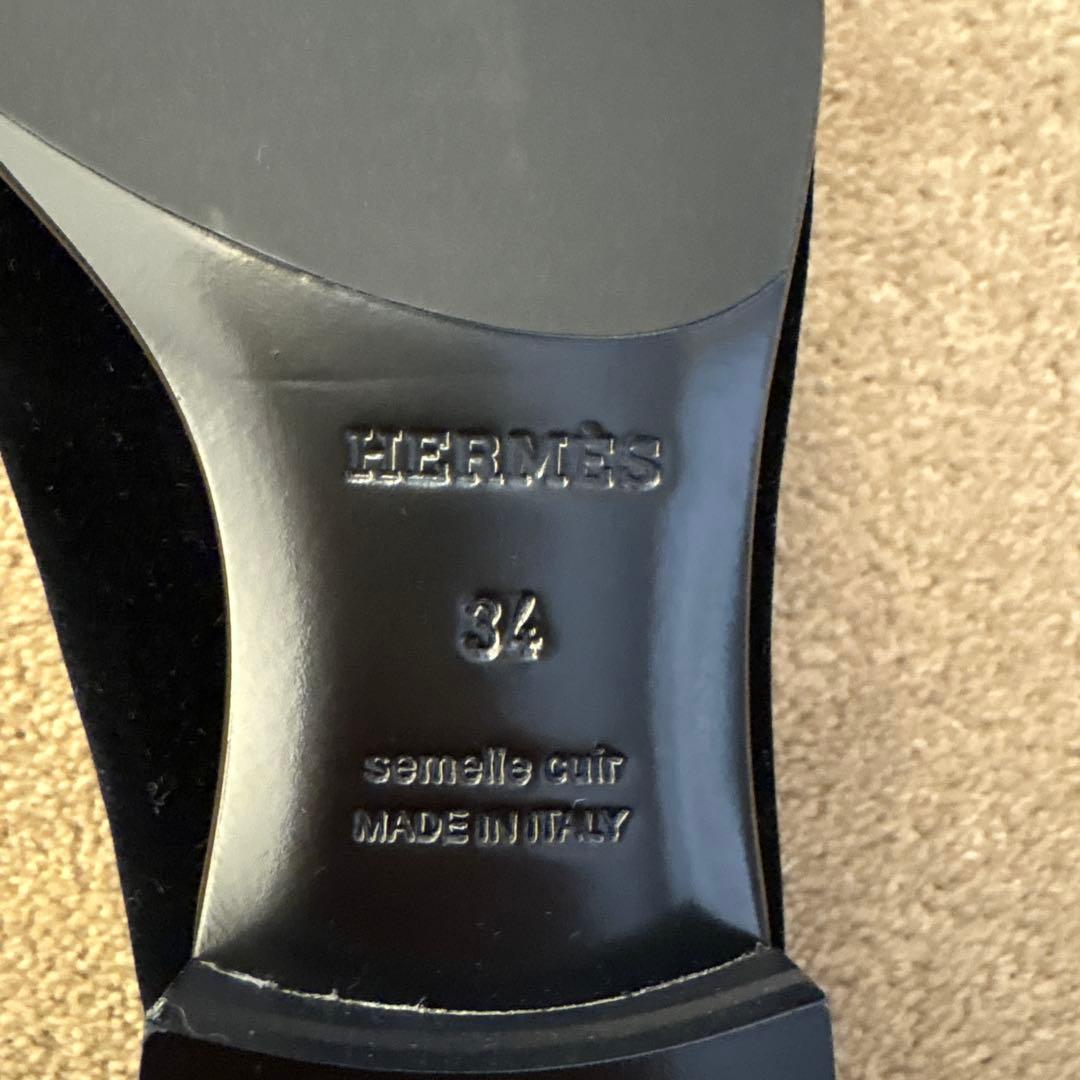 HERMÈS
34
semelle cuir
MADE IN ITALY